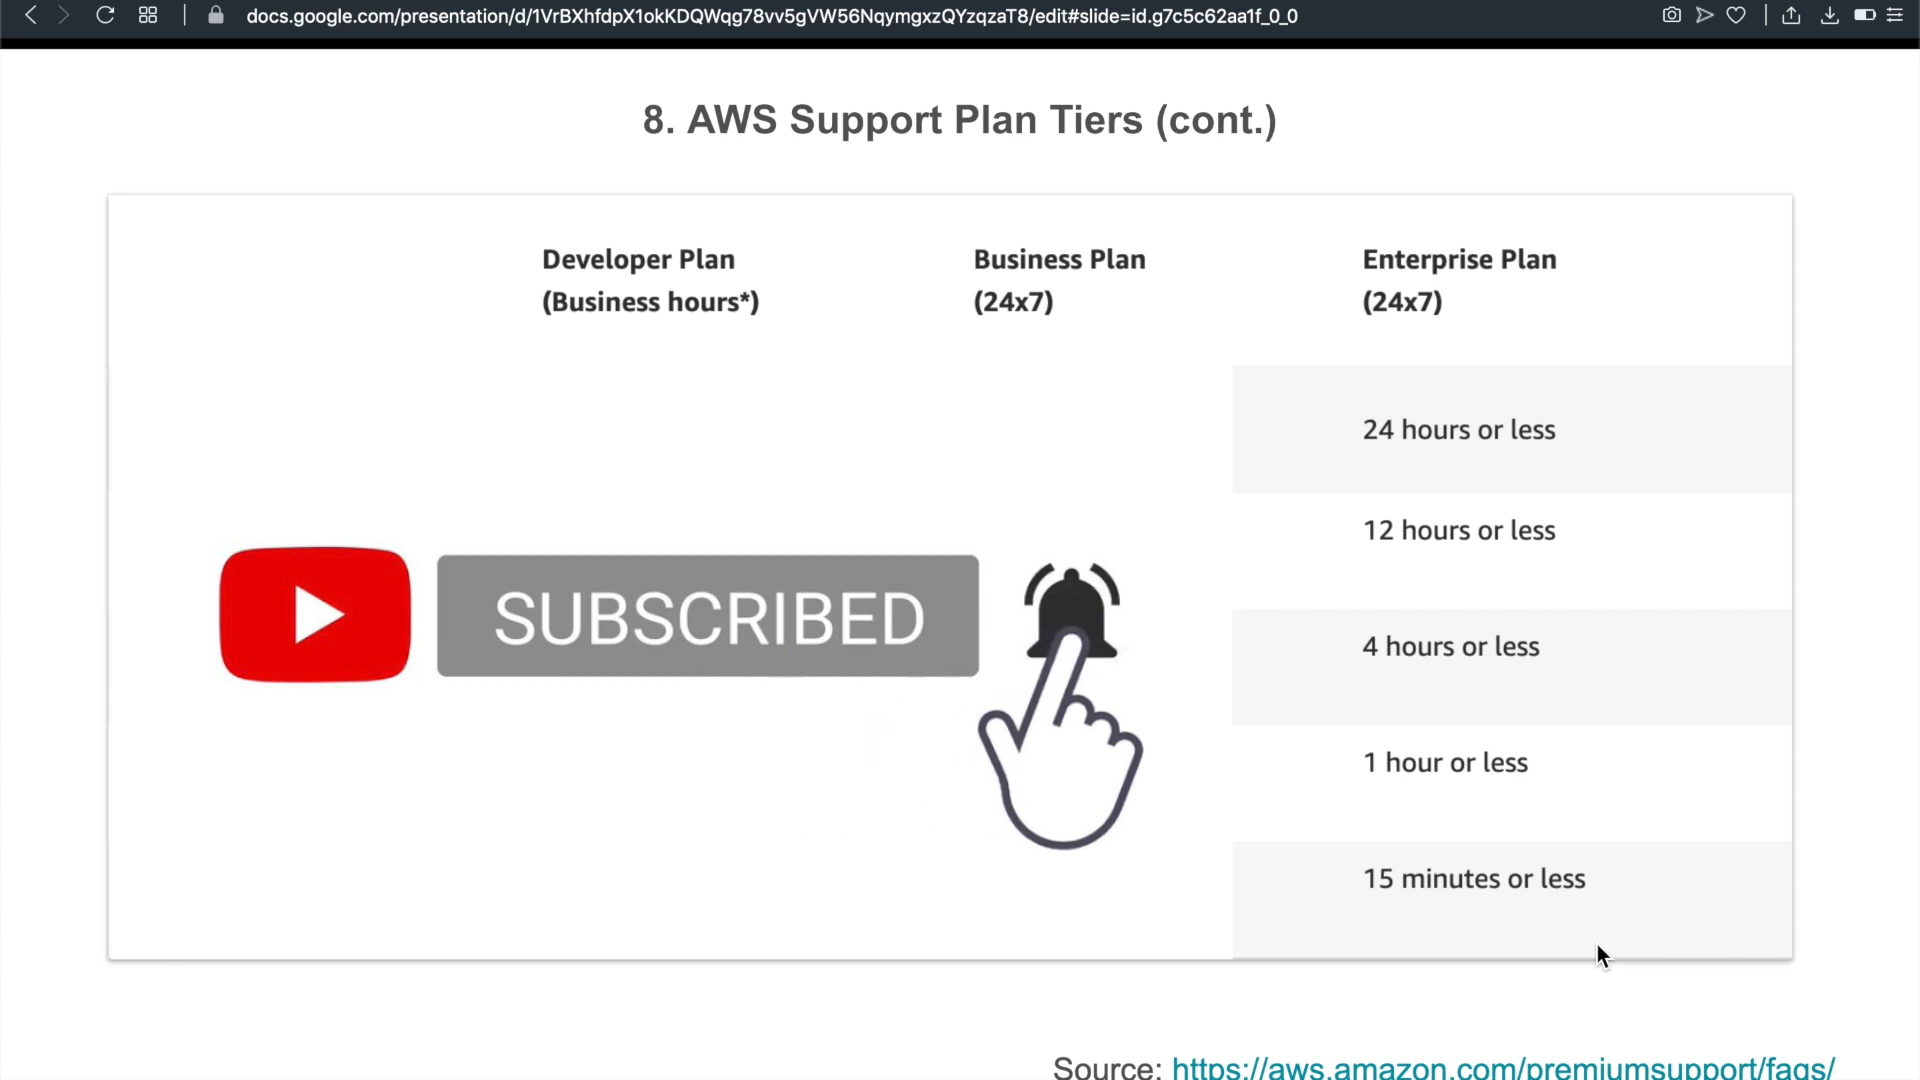 docs.google.com/presentation/d/1VrBXhfdpX1okKDQWqg78vv5gVW56NqymgxzQYzqzaT8/edit#slide=id.g7c5c62aa1f_0_0
8. AWS Support Plan Tiers (cont.)
Developer Plan
(Business hours*)
Business Plan
(24x7)
Enterprise Plan
(24x7)
24 hours or less
12 hours or less
4 hours or less
1 hour or less
15 minutes or less
SUBSCRIBED
Source: https://aws.amazon.com/premiumsupport/faqs/